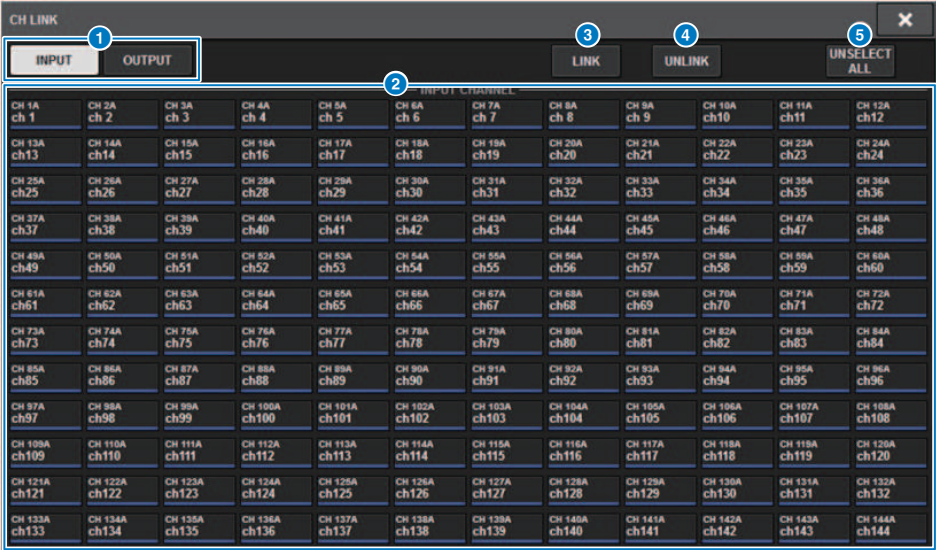 CH LINK
1
3
4
5
INPUT OUTPUT LINK UNLINK UNSELECT
ALL
2
INPUT CHANNEL
CH 1A CH 2A CH 3A CH 4A CH 5A CH 6A CH 7A CH 8A CH 9A CH 10A CH 11A CH 12A
ch 1 ch 2 ch 3 ch 4 ch 5 ch 6 ch 7 ch 8 ch 9 ch10 ch11 ch12
CH 13A CH 14A CH 15A CH 16A CH 17A CH 18A CH 19A CH 20A CH 21A CH 22A CH 23A CH 24A
ch13 ch14 ch15 ch16 ch17 ch18 ch19 ch20 ch21 ch22 ch23 ch24
CH 25A CH 26A CH 27A CH 28A CH 29A CH 30A CH 31A CH 32A CH 33A CH 34A CH 35A CH 36A
ch25 ch26 ch27 ch28 ch29 ch30 ch31 ch32 ch33 ch34 ch35 ch36
CH 37A CH 38A CH 39A CH 40A CH 41A CH 42A CH 43A CH 44A CH 45A CH 46A CH 47A CH 48A
ch37 ch38 ch39 ch40 ch41 ch42 ch43 ch44 ch45 ch46 ch47 ch48
CH 49A CH 50A CH 51A CH 52A CH 53A CH 54A CH 55A CH 56A CH 57A CH 58A CH 59A CH 60A
ch49 ch50 ch51 ch52 ch53 ch54 ch55 ch56 ch57 ch58 ch59 ch60
CH 61A CH 62A CH 63A CH 64A CH 65A CH 66A CH 67A CH 68A CH 69A CH 70A CH 71A CH 72A
ch61 ch62 ch63 ch64 ch65 ch66 ch67 ch68 ch69 ch70 ch71 ch72
CH 73A CH 74A CH 75A CH 76A CH 77A CH 78A CH 79A CH 80A CH 81A CH 82A CH 83A CH 84A
ch73 ch74 ch75 ch76 ch77 ch78 ch79 ch80 ch81 ch82 ch83 ch84
CH 85A CH 86A CH 87A CH 88A CH 89A CH 90A CH 91A CH 92A CH 93A CH 94A CH 95A CH 96A
ch85 ch86 ch87 ch88 ch89 ch90 ch91 ch92 ch93 ch94 ch95 ch96
CH 97A CH 98A CH 99A CH 100A CH 101A CH 102A CH 103A CH 104A CH 105A CH 106A CH 107A CH 108A
ch97 ch98 ch99 ch100 ch101 ch102 ch103 ch104 ch105 ch106 ch107 ch108
CH 109A CH 110A CH 111A CH 112A CH 113A CH 114A CH 115A CH 116A CH 117A CH 118A CH 119A CH 120A
ch109 ch110 ch111 ch112 ch113 ch114 ch115 ch116 ch117 ch118 ch119 ch120
CH 121A CH 122A CH 123A CH 124A CH 125A CH 126A CH 127A CH 128A CH 129A CH 130A CH 131A CH 132A
ch121 ch122 ch123 ch124 ch125 ch126 ch127 ch128 ch129 ch130 ch131 ch132
CH 133A CH 134A CH 135A CH 136A CH 137A CH 138A CH 139A CH 140A CH 141A CH 142A CH 143A CH 144A
ch133 ch134 ch135 ch136 ch137 ch138 ch139 ch140 ch141 ch142 ch143 ch144